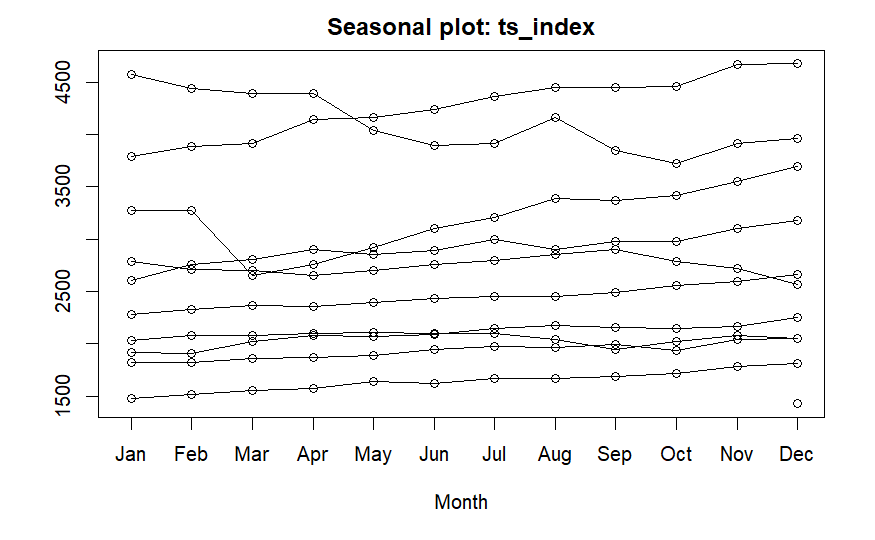 Seasonal plot: ts_index
4500
3500
2500
1500
Jan Feb Mar Apr May Jun Jul Aug Sep Oct Nov Dec
Month